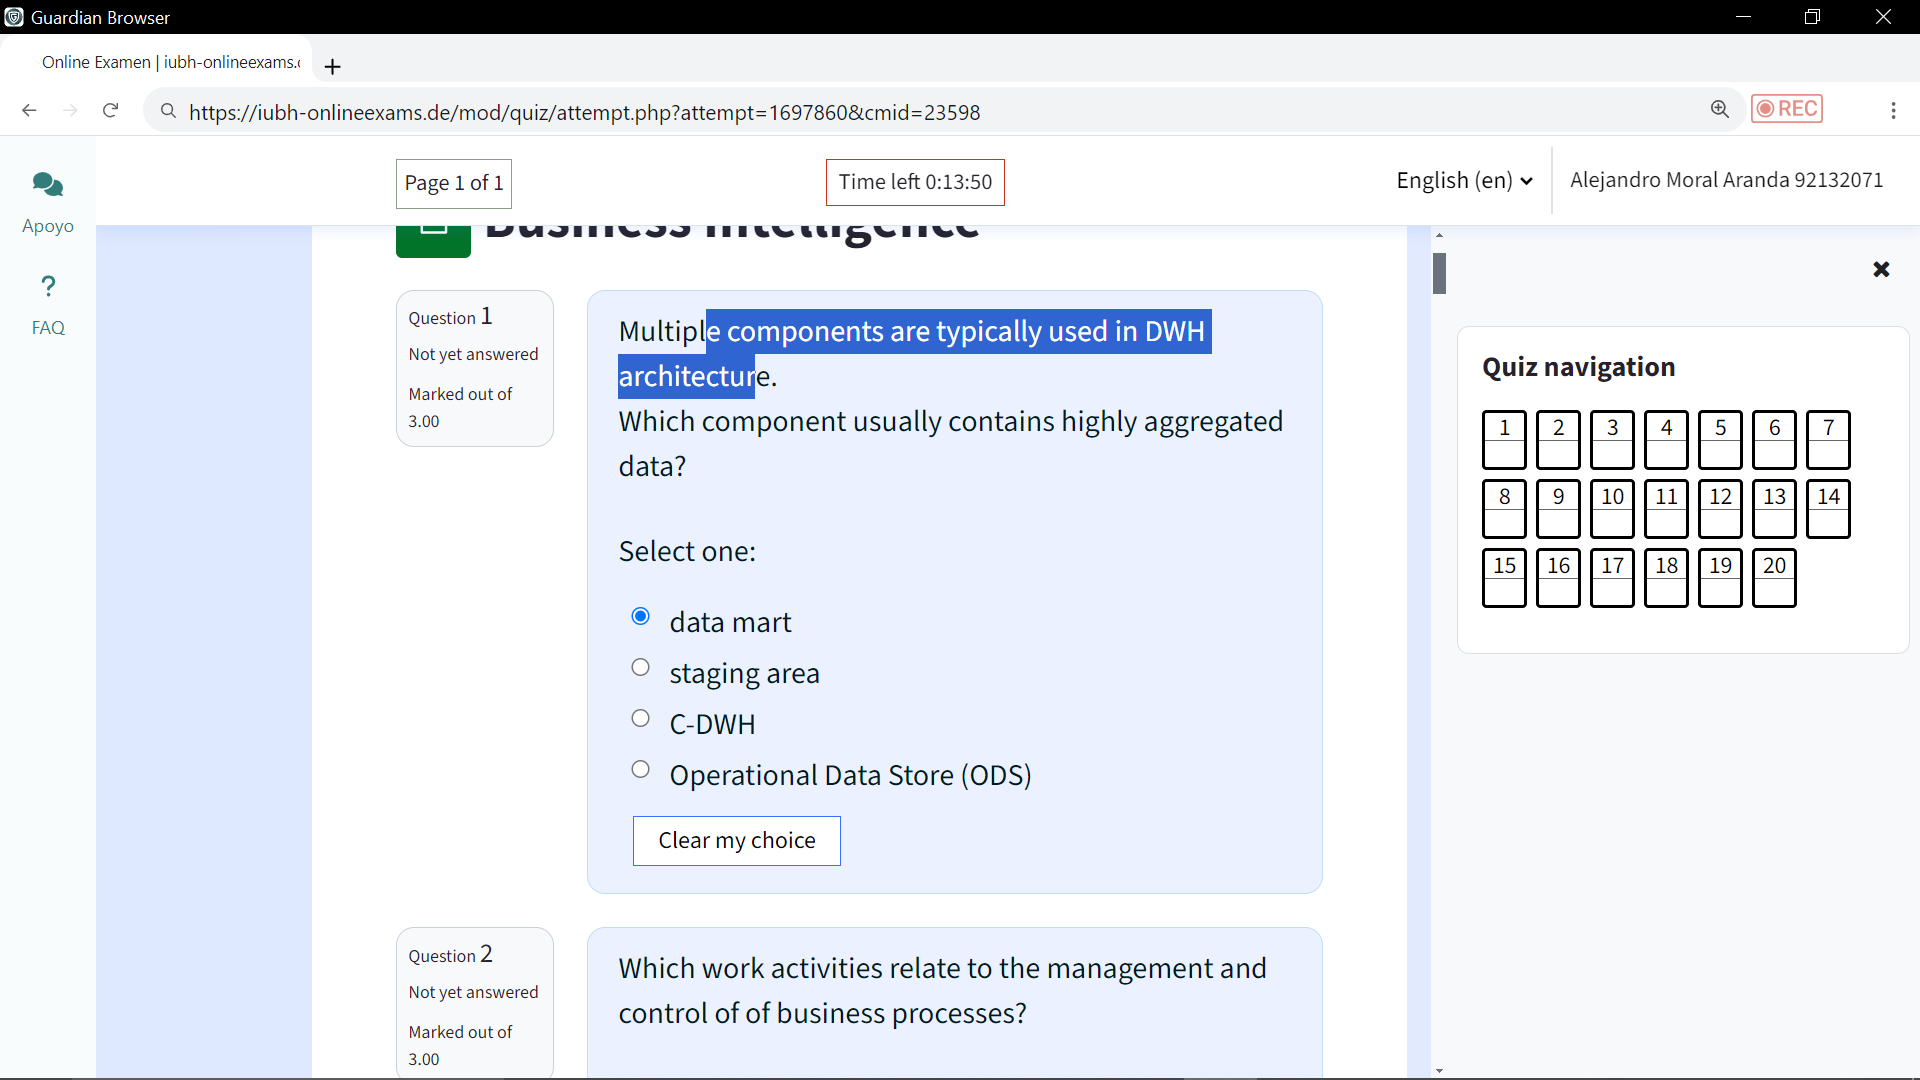 Guardian Browser
Online Examen | iubh-onlineexams.
https://iubh-onlineexams.de/mod/quiz/attempt.php?attempt=1697860&cmid=23598
REC
Page 1 of 1
Time left 0:13:50
English (en)
Alejandro Moral Aranda 92132071
Apoyo
?
FAQ
Business Intelligence
Question 1
Not yet answered
Marked out of
3.00
Multiple components are typically used in DWH
architecture.
Which component usually contains highly aggregated
data?
Select one:
data mart
staging area
C-DWH
Operational Data Store (ODS)
Clear my choice
Question 2
Not yet answered
Marked out of
3.00
Which work activities relate to the management and
control of of business processes?
Quiz navigation
1 2 3 4 5 6 7
8 9 10 11 12 13 14
15 16 17 18 19 20